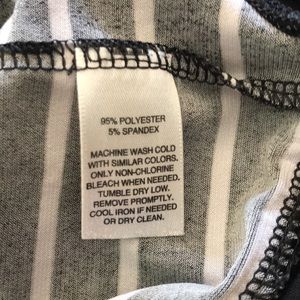 95% POLYESTER
5% SPANDEX
MACHINE WASH COLD
WITH SIMILAR COLORS.
ONLY NON-CHLORINE
BLEACH WHEN NEEDED.
TUMBLE DRY LOW.
REMOVE PROMPTLY.
COOL IRON IF NEEDED
OR DRY CLEAN.